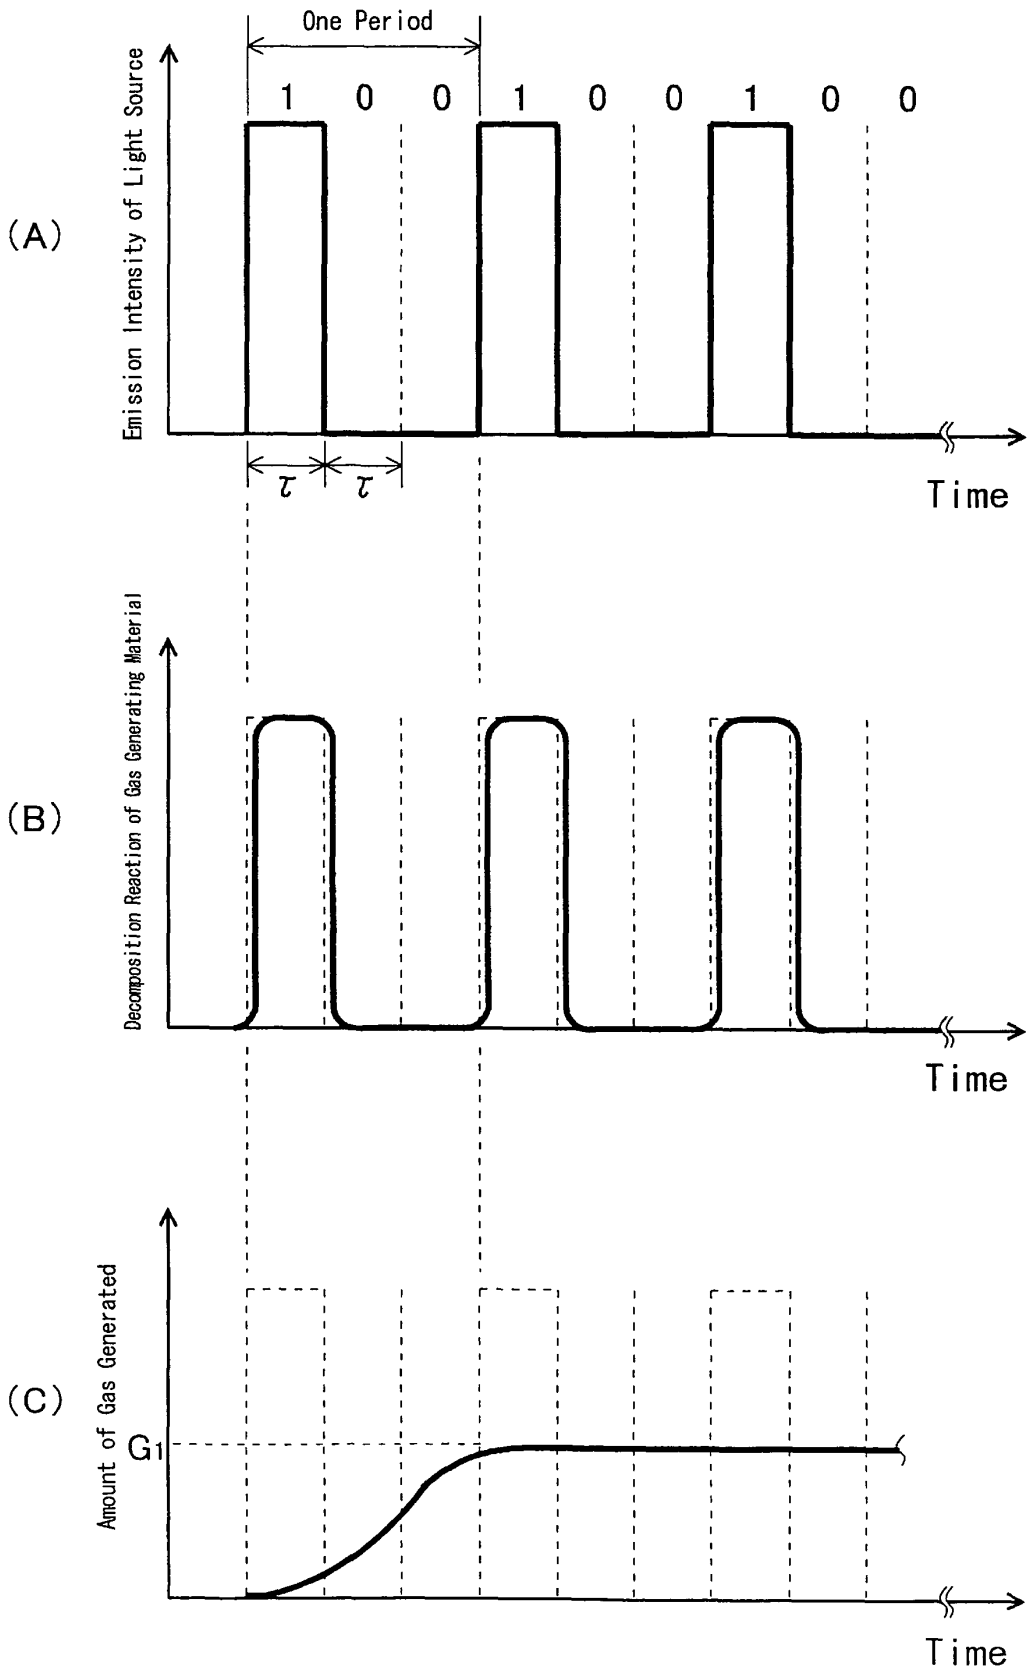 One Period
1 0 0 1 0 0 1 0 0
Emission Intensity of Light Source
(A)
τ τ
Time
Decomposition Reaction of Gas Generating Material
(B)
Time
Amount of Gas Generated
(C)
G1
Time